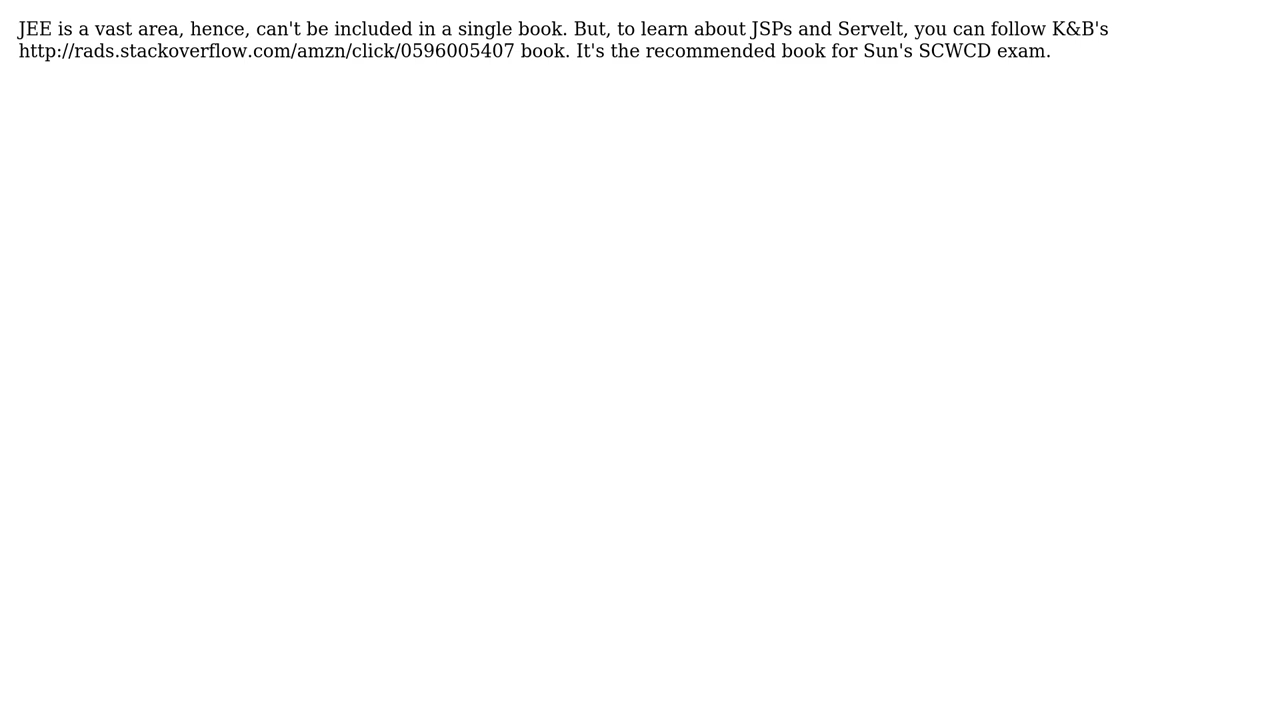 JEE is a vast area, hence, can't be included in a single book. But, to learn about JSPs and Servelt, you can follow K&B's
http://rads.stackoverflow.com/amzn/click/0596005407 book. It's the recommended book for Sun's SCWCD exam.